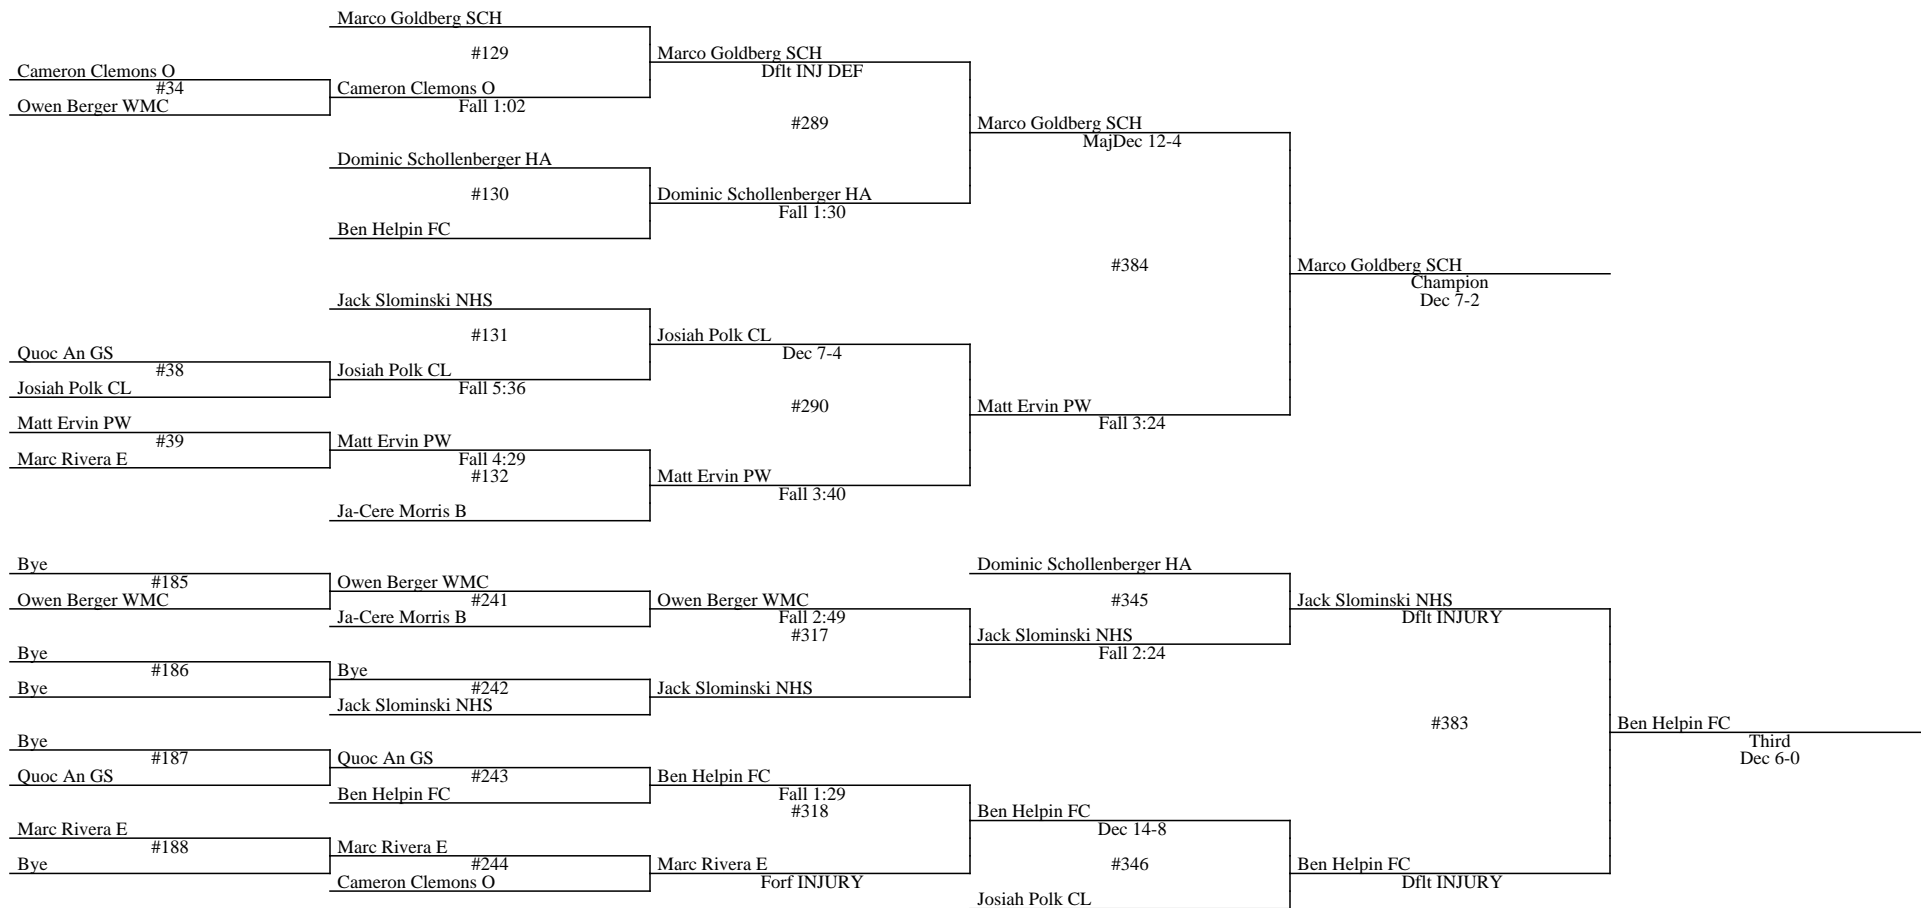 Marco Goldberg SCH
#129
Marco Goldberg SCH
Dflt INJ DEF
Cameron Clemons O
#34
Cameron Clemons O
Fall 1:02
Owen Berger WMC
#289
Marco Goldberg SCH
MajDec 12-4
Dominic Schollenberger HA
#130
Dominic Schollenberger HA
Fall 1:30
Ben Helpin FC
#384
Marco Goldberg SCH
Champion
Dec 7-2
Jack Slominski NHS
#131
Josiah Polk CL
Dec 7-4
Quoc An GS
#38
Josiah Polk CL
Fall 5:36
Josiah Polk CL
#290
Matt Ervin PW
Fall 3:24
Matt Ervin PW
#39
Matt Ervin PW
Fall 4:29
Marc Rivera E
#132
Matt Ervin PW
Fall 3:40
Ja-Cere Morris B
Bye
#185
Owen Berger WMC
Owen Berger WMC
#241
Ja-Cere Morris B
Owen Berger WMC
Fall 2:49
#317
Dominic Schollenberger HA
#345
Jack Slominski NHS
Dflt INJURY
Jack Slominski NHS
Fall 2:24
Bye
#186
Bye
Bye
#242
Jack Slominski NHS
Jack Slominski NHS
#383
Ben Helpin FC
Third
Dec 6-0
Bye
#187
Quoc An GS
Quoc An GS
#243
Ben Helpin FC
Ben Helpin FC
Fall 1:29
#318
Ben Helpin FC
Dec 14-8
#346
Ben Helpin FC
Dflt INJURY
Marc Rivera E
#188
Bye
Marc Rivera E
#244
Cameron Clemons O
Marc Rivera E
Forf INJURY
Josiah Polk CL